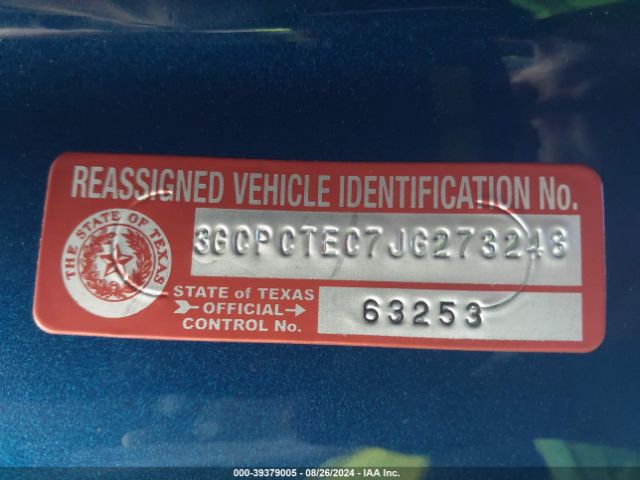 REASSIGNED VEHICLE IDENTIFICATION No.
3GCPCTEC7JG273248
THE STATE OF TEXAS
STATE of TEXAS
OFFICIAL
CONTROL No.
63253
000-39379005 - 08/26/2024 - IAA Inc.